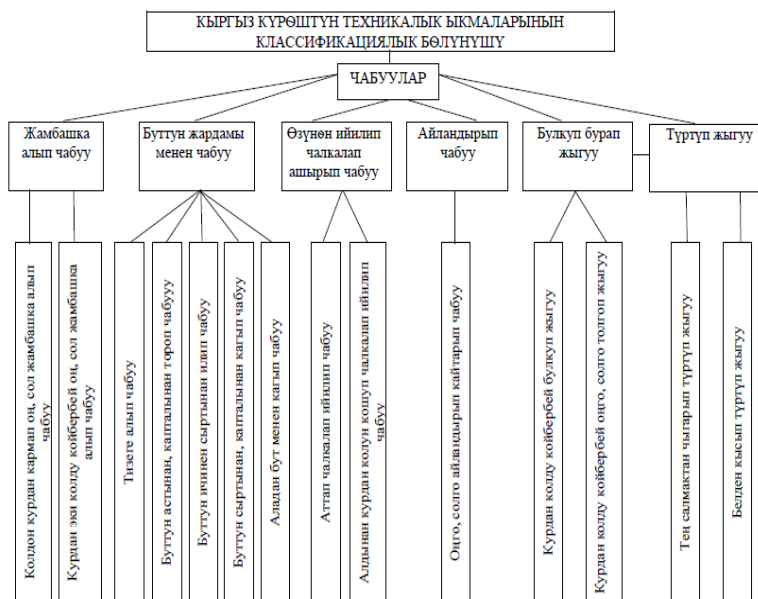 КЫРГЫЗ КҮРӨШТҮН ТЕХНИКАЛЫК ЫКМАЛАРЫНЫН
КЛАССИФИКАЦИЯЛЫК БӨЛҮНҮШҮ
ЧАБУУЛАР
Жамбашка
алып чабуу
Буттун жардамы
менен чабуу
Өзүнөн ийилип
чалкалап
ашырып чабуу
Айландырып
чабуу
Булкуп бурап
жыгуу
Түртүп жыгуу
Колдон курдан кармап оң, сол жамбашка алып
чабуу
Курдан эки колду койбербей оң, сол жамбашка
алып чабуу
Тизеге алып чабуу
Буттун астынан, капталынан тороп чабууу
Буттун ичинен сыртынан илип чабуу
Буттун сыртынан, капталынан кагып чабуу
Аладан бут менен кагып чабуу
Аттап чалкалап ийилип чабуу
Алдынан курдан колун кошуп чалкалап ийилип
чабуу
Оңго, солго айландырып кайтарып чабуу
Курдан колду койбербей булкуп жыгуу
Курдан колду койбербей оңго, солго толгоп жыгуу
Тең салмактан чыгарып түртүп жыгуу
Белден кысып түртүп жыгуу